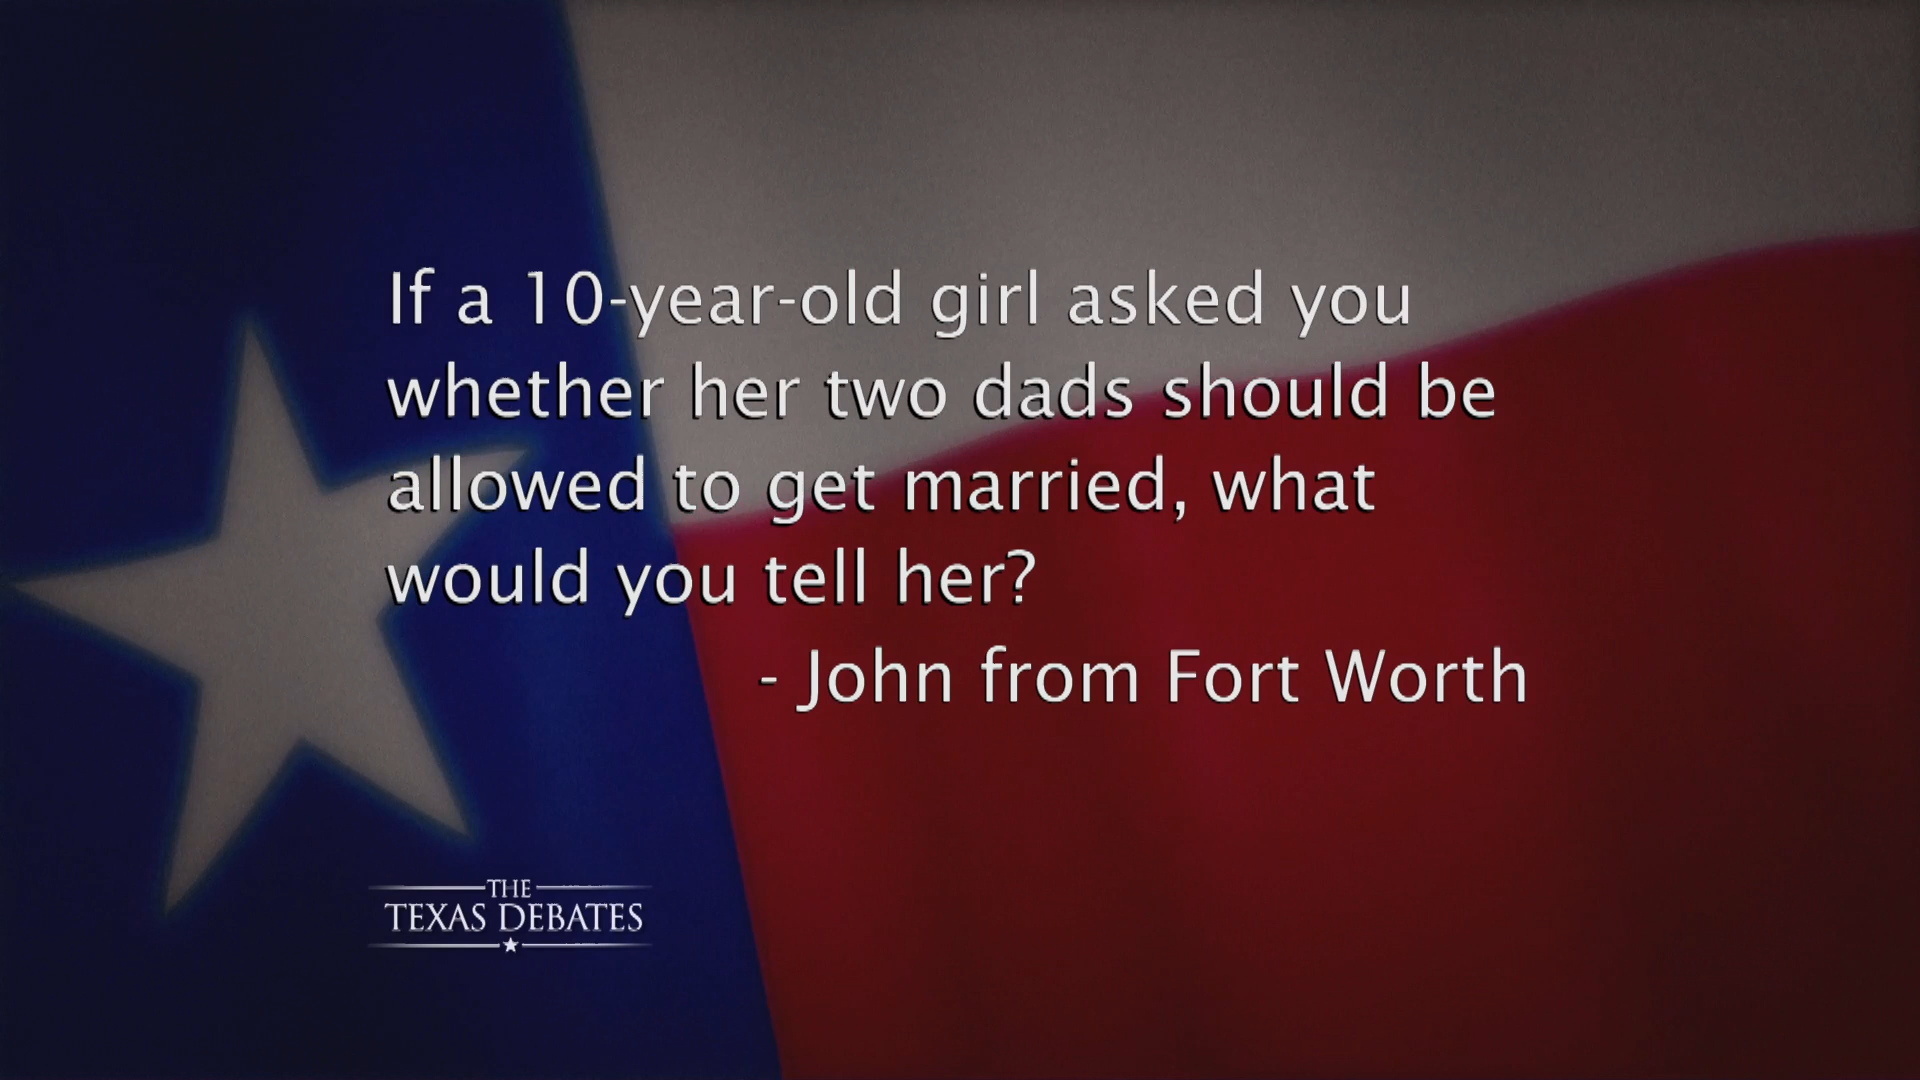 If a 10-year-old girl asked you
whether her two dads should be
allowed to get married, what
would you tell her?
- John from Fort Worth
THE
TEXAS DEBATES